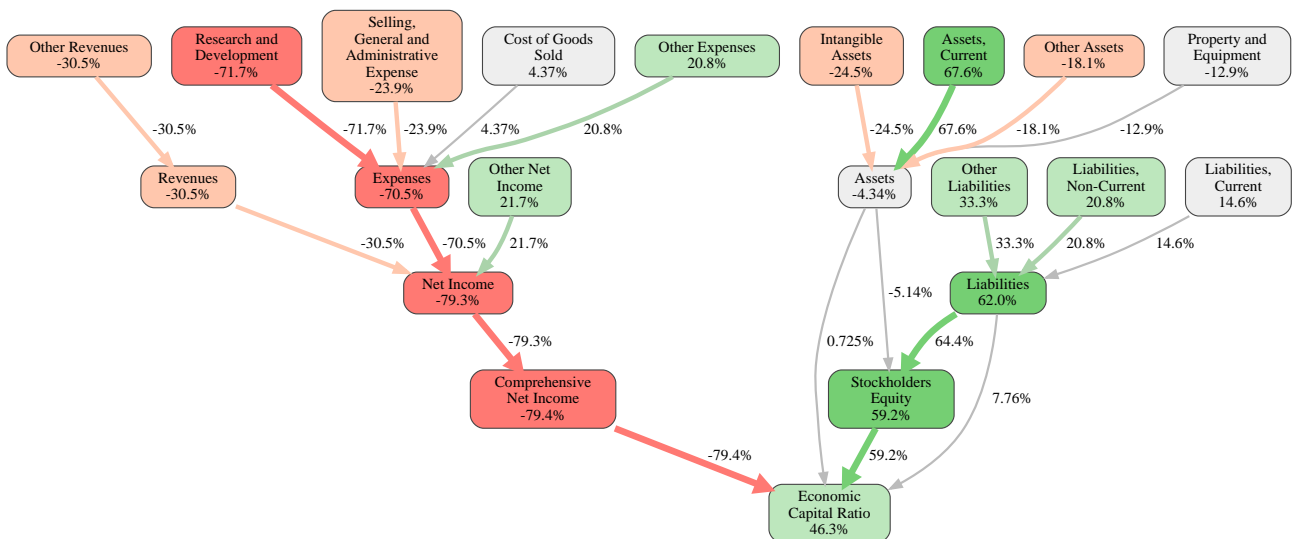 Other Revenues
-30.5%
Research and
Development
-71.7%
Selling,
General and
Administrative
Expense
-23.9%
Cost of Goods
Sold
4.37%
Other Expenses
20.8%
Intangible
Assets
-24.5%
Assets,
Current
67.6%
Other Assets
-18.1%
Property and
Equipment
-12.9%
-30.5%
-71.7%
-23.9%
4.37%
20.8%
-24.5%
67.6%
-18.1%
-12.9%
Revenues
-30.5%
Expenses
-70.5%
Other Net
Income
21.7%
Assets
-4.34%
Other
Liabilities
33.3%
Liabilities,
Non-Current
20.8%
Liabilities,
Current
14.6%
-30.5%
-70.5%
21.7%
33.3%
20.8%
14.6%
Net Income
-79.3%
-5.14%
Liabilities
62.0%
-79.3%
0.725%
64.4%
Comprehensive
Net Income
-79.4%
Stockholders
Equity
59.2%
7.76%
-79.4%
59.2%
Economic
Capital Ratio
46.3%